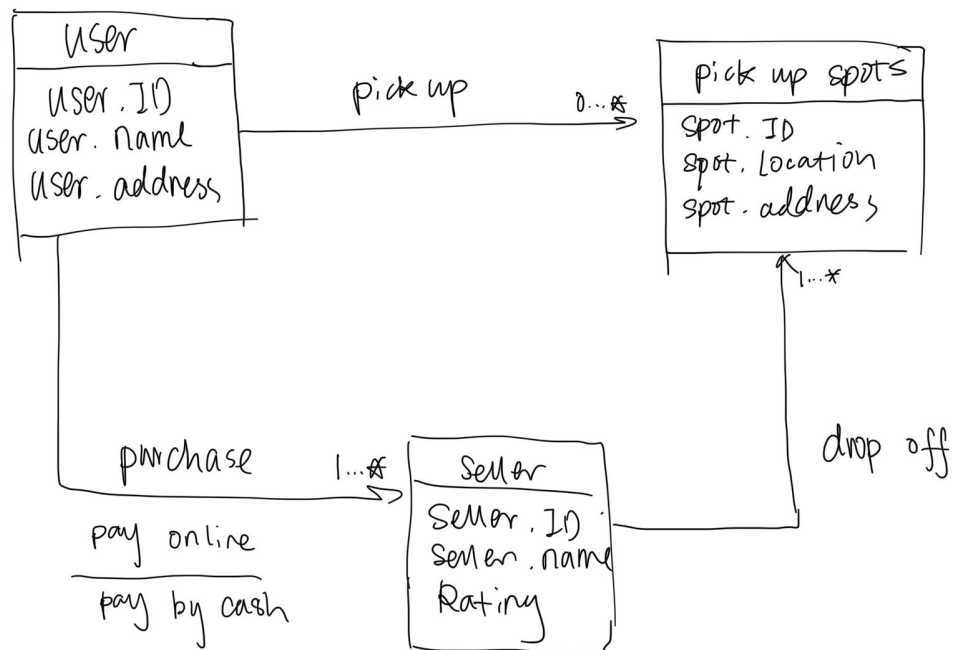 user
user.ID
user.name
user.address
pick up
0...*
pick up spots
spot.ID
spot.location
spot.address
1...*
drop off
purchase
1...*
pay online
pay by cash
seller
seller.ID
seller.name
Rating